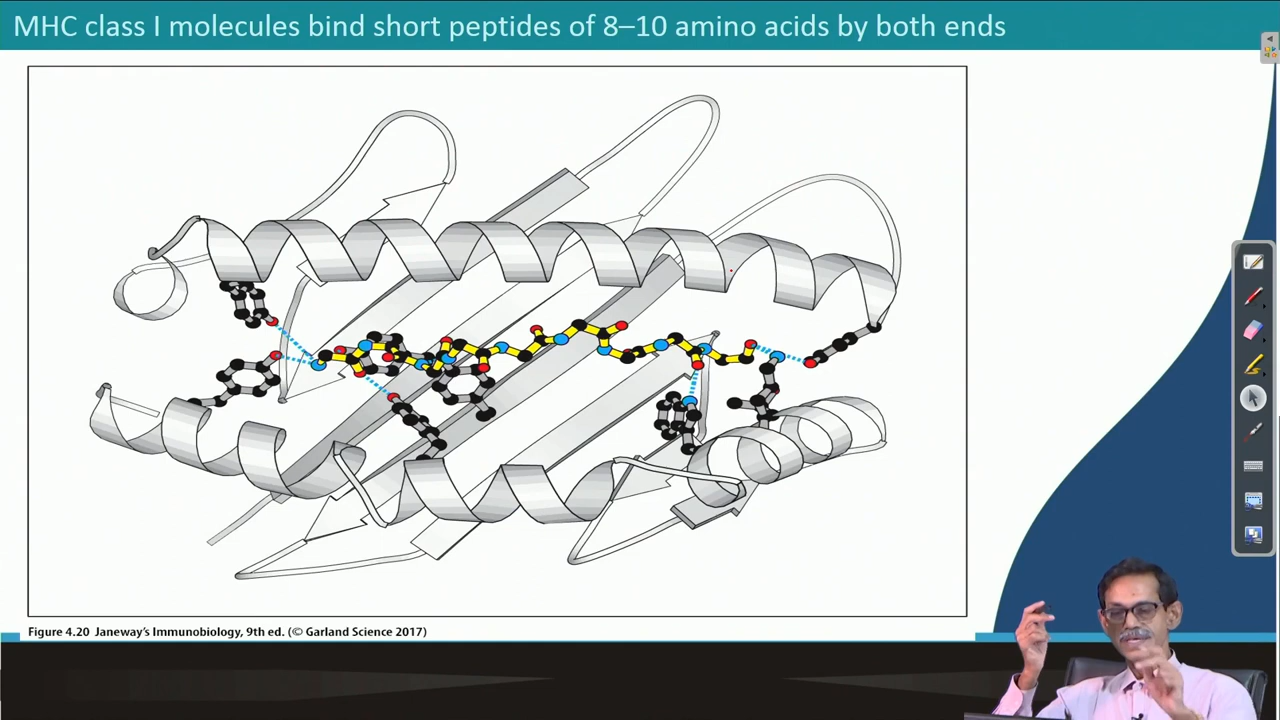 MHC class I molecules bind short peptides of 8–10 amino acids by both ends
Figure 4.20 Janeway's Immunobiology, 9th ed. (© Garland Science 2017)